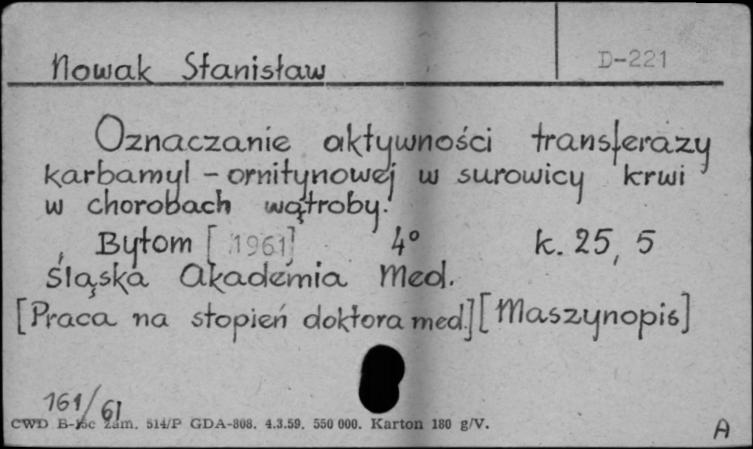 Nowak Stanisław D-221
Oznaczanie aktywności transferazy
karbamyl - ornitynowej w surowicy krwi
w chorobach wątroby.
Bytom [1961] 4° k. 25, 5
Śląska Akademia Med.
[Praca na stopień doktora med.] [Maszynopis]
161/61
CWD B-15c Zam. 514/P GDA-808. 4.3.59. 550 000. Karton 180 g/V.
A